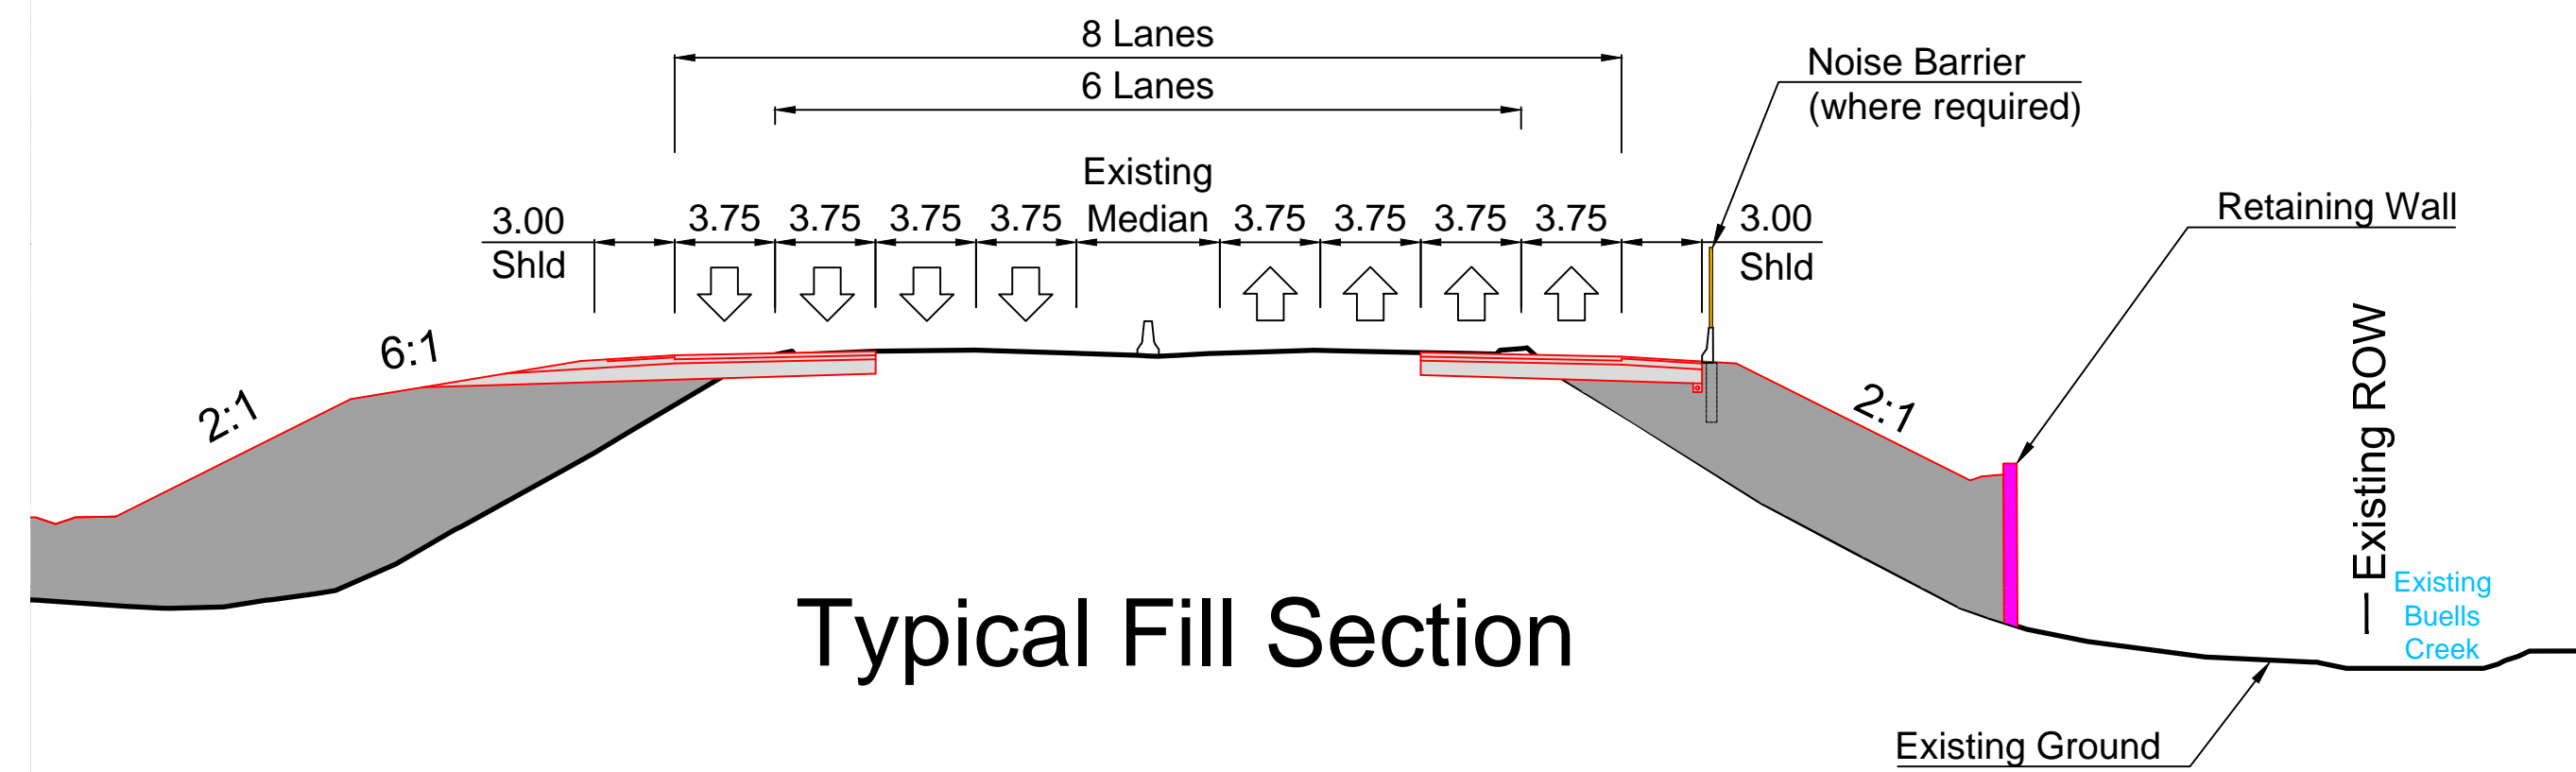 8 Lanes
6 Lanes
Noise Barrier
(where required)
Existing
Median
3.00
Shld
3.75 3.75 3.75 3.75
3.75 3.75 3.75 3.75
3.00
Shld
Retaining Wall
6:1
2:1
2:1
Existing ROW
Existing
Buells
Creek
Typical Fill Section
Existing Ground